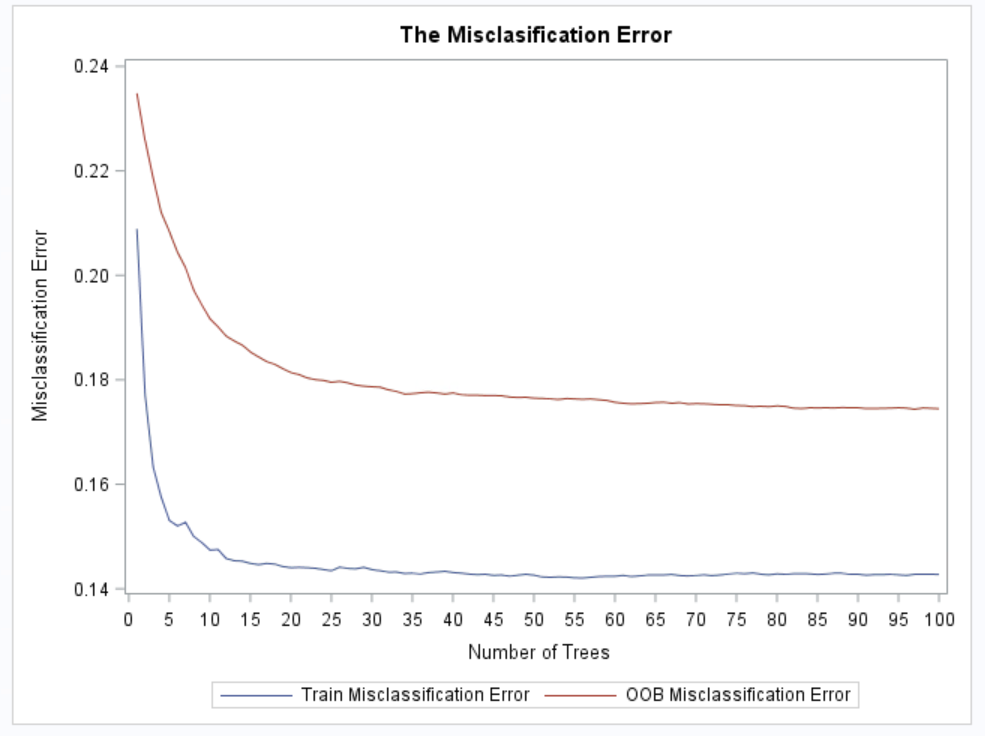 The Misclasification Error
0.24
0.22
0.20
0.18
0.16
0.14
Misclassification Error
0 5 10 15 20 25 30 35 40 45 50 55 60 65 70 75 80 85 90 95 100
Number of Trees
Train Misclassification Error OOB Misclassification Error